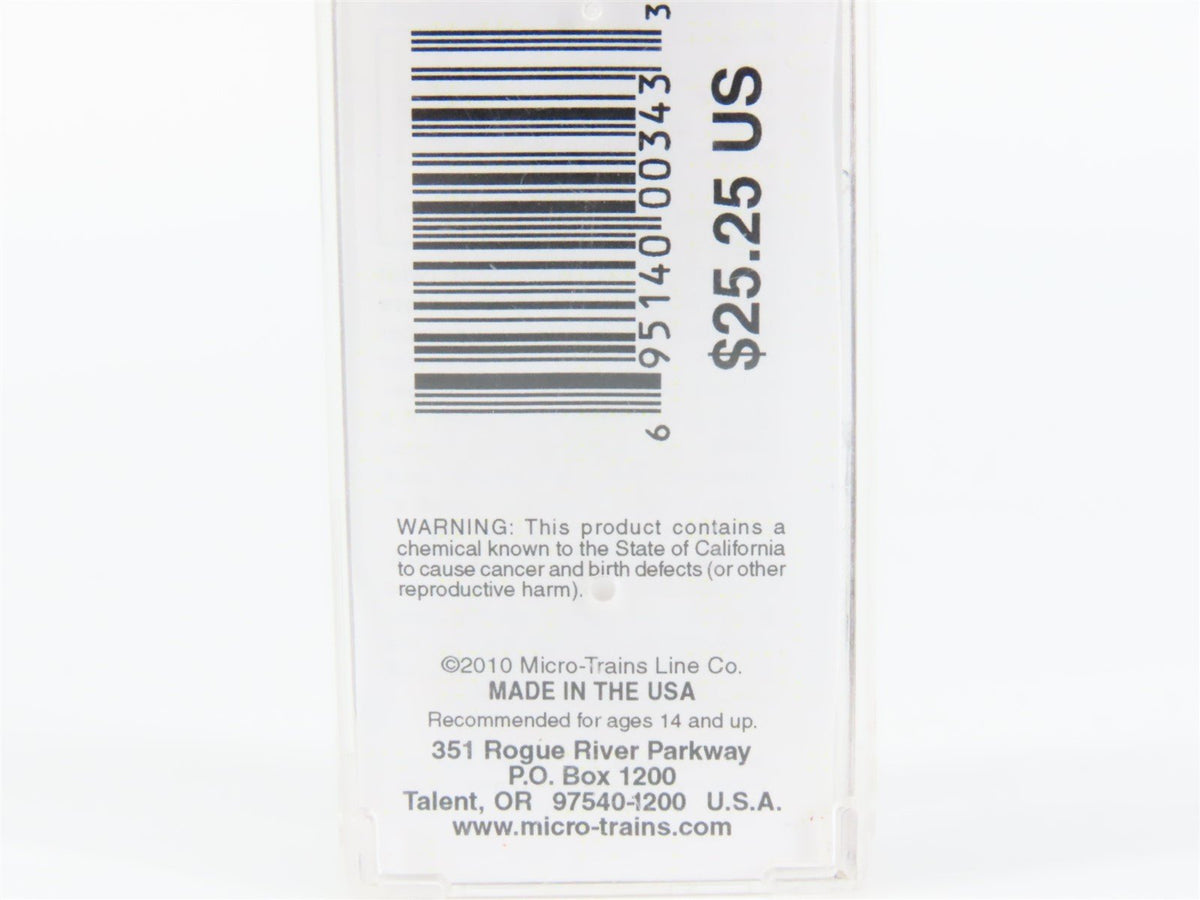 6 95140 00343 3
$25.25 US
WARNING: This product contains a
chemical known to the State of California
to cause cancer and birth defects (or other
reproductive harm).
©2010 Micro-Trains Line Co.
MADE IN THE USA
Recommended for ages 14 and up.
351 Rogue River Parkway
P.O. Box 1200
Talent, OR 97540-1200 U.S.A.
www.micro-trains.com